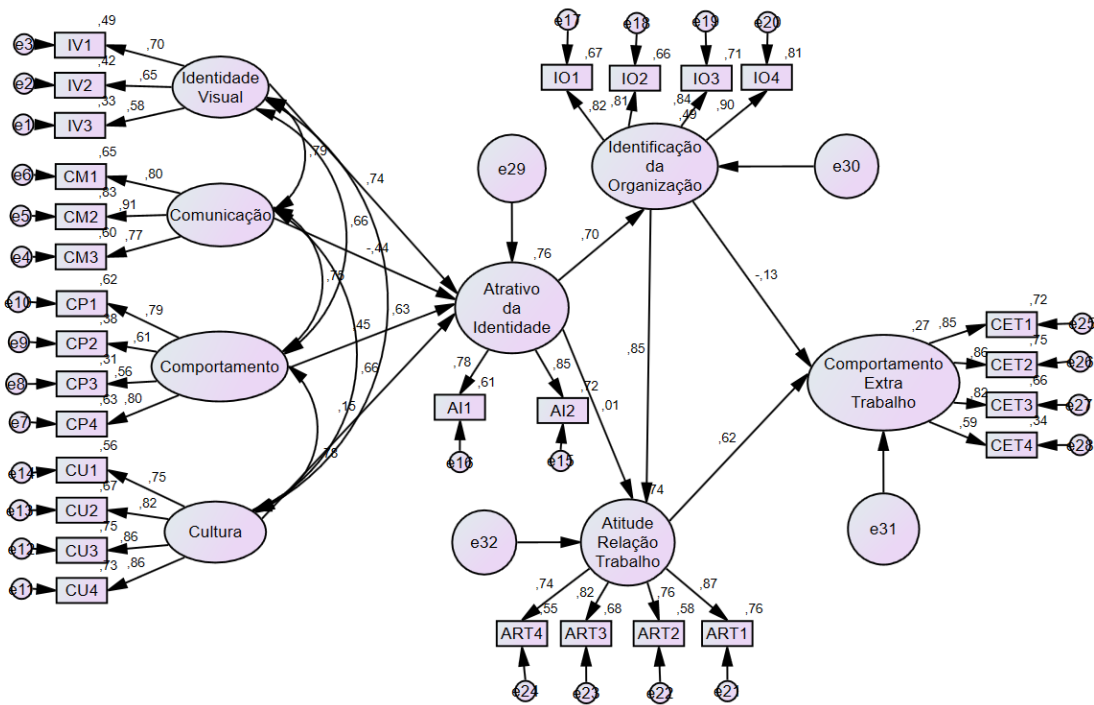 e3
,49
IV1
,70
e2
,42
IV2
,65
e1
,33
IV3
,58
Identidade
Visual
e6
,65
CM1
,80
e5
,83
CM2
,91
e4
,60
CM3
,77
Comunicação
e10
,62
CP1
,79
e9
,38
CP2
,61
e8
,31
CP3
,56
e7
,63
CP4
,80
Comportamento
e14
,56
CU1
,75
e13
,67
CU2
,82
e12
,75
CU3
,86
e11
,73
CU4
,86
Cultura
,79
,66
,75
,45
,66
,78
,74
-,44
,63
,15
e29
,76
Atrativo
da
Identidade
,78
,61
AI1
e16
,85
,72
AI2
e15
,70
,01
e17
,67
IO1
,82
e18
,66
IO2
,81
e19
,71
IO3
,84
e20
,81
IO4
,90
,49
Identificação
da
Organização
e30
,85
-,13
e32
,74
Atitude
Relação
Trabalho
,62
,74
,55
ART4
e24
,82
,68
ART3
e23
,76
,58
ART2
e22
,87
,76
ART1
e21
,27
Comportamento
Extra
Trabalho
e31
,85
,72
CET1
e25
,86
,75
CET2
e26
,82
,66
CET3
e27
,59
,34
CET4
e28